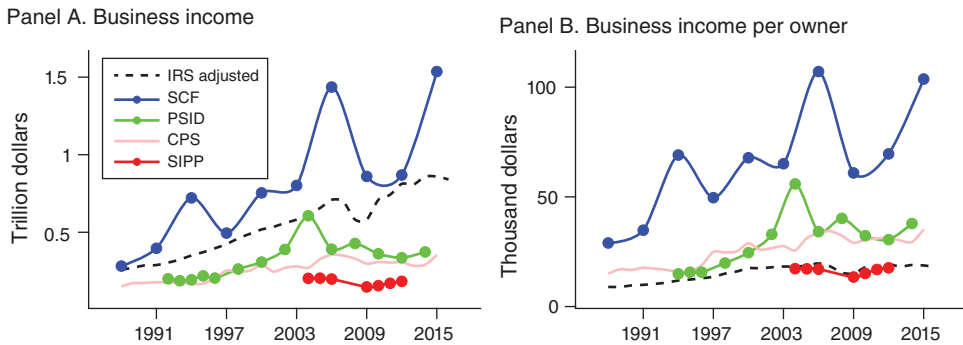 Panel A. Business income
Trillion dollars
1.5
1
0.5
IRS adjusted
SCF
PSID
CPS
SIPP
1991 1997 2003 2009 2015
Panel B. Business income per owner
Thousand dollars
100
50
0
1991 1997 2003 2009 2015